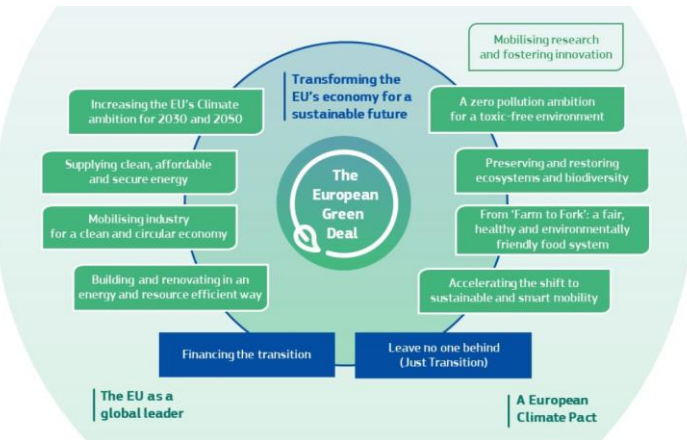 Mobilising research
and fostering innovation
Transforming the
EU's economy for a
sustainable future
Increasing the EU's Climate
ambition for 2030 and 2050
A zero pollution ambition
for a toxic-free environment
Supplying clean, affordable
and secure energy
The
European
Green
Deal
Preserving and restoring
ecosystems and biodiversity
Mobilising industry
for a clean and circular economy
From 'Farm to Fork': a fair,
healthy and environmentally
friendly food system
Building and renovating in an
energy and resource efficient way
Accelerating the shift to
sustainable and smart mobility
Financing the transition
Leave no one behind
(Just Transition)
The EU as a
global leader
A European
Climate Pact